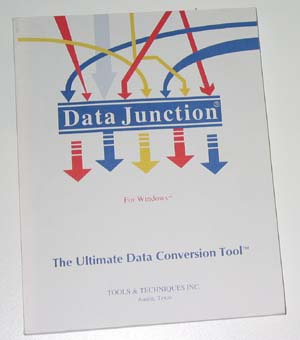 Data Junction®
For Windows™
The Ultimate Data Conversion Tool™
TOOLS & TECHNIQUES INC.
Austin, Texas